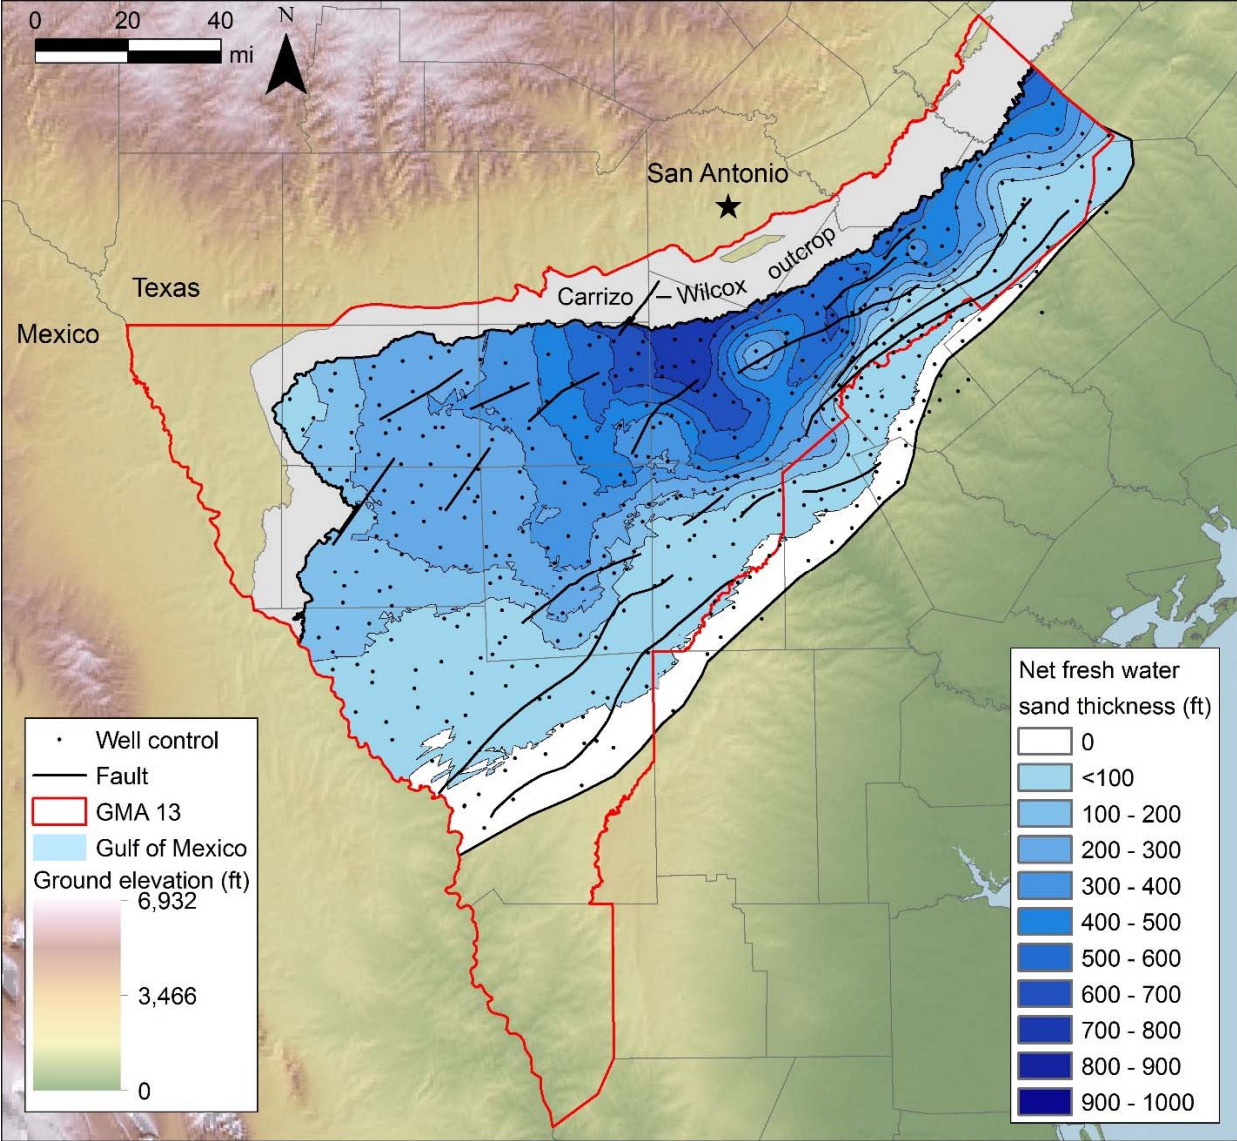 0 20 40
mi
N
San Antonio
Texas
Mexico
Carrizo – Wilcox outcrop
Well control
Fault
GMA 13
Gulf of Mexico
Ground elevation (ft)
6,932
3,466
0
Net fresh water
sand thickness (ft)
0
<100
100 - 200
200 - 300
300 - 400
400 - 500
500 - 600
600 - 700
700 - 800
800 - 900
900 - 1000